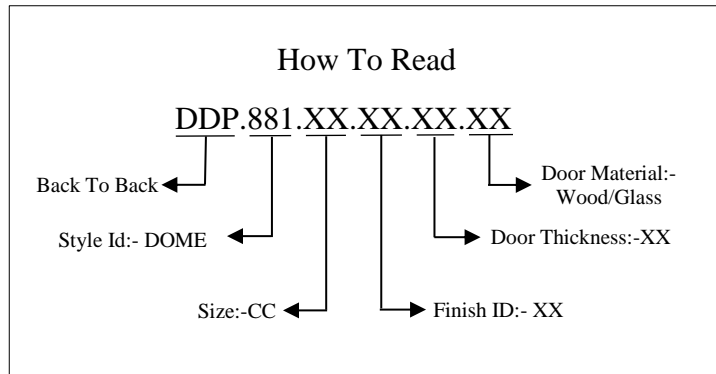 How To Read
DDP.881.XX.XX.XX.XX
Back To Back
Door Material:-
Wood/Glass
Style Id:- DOME
Door Thickness:-XX
Size:-CC
Finish ID:- XX